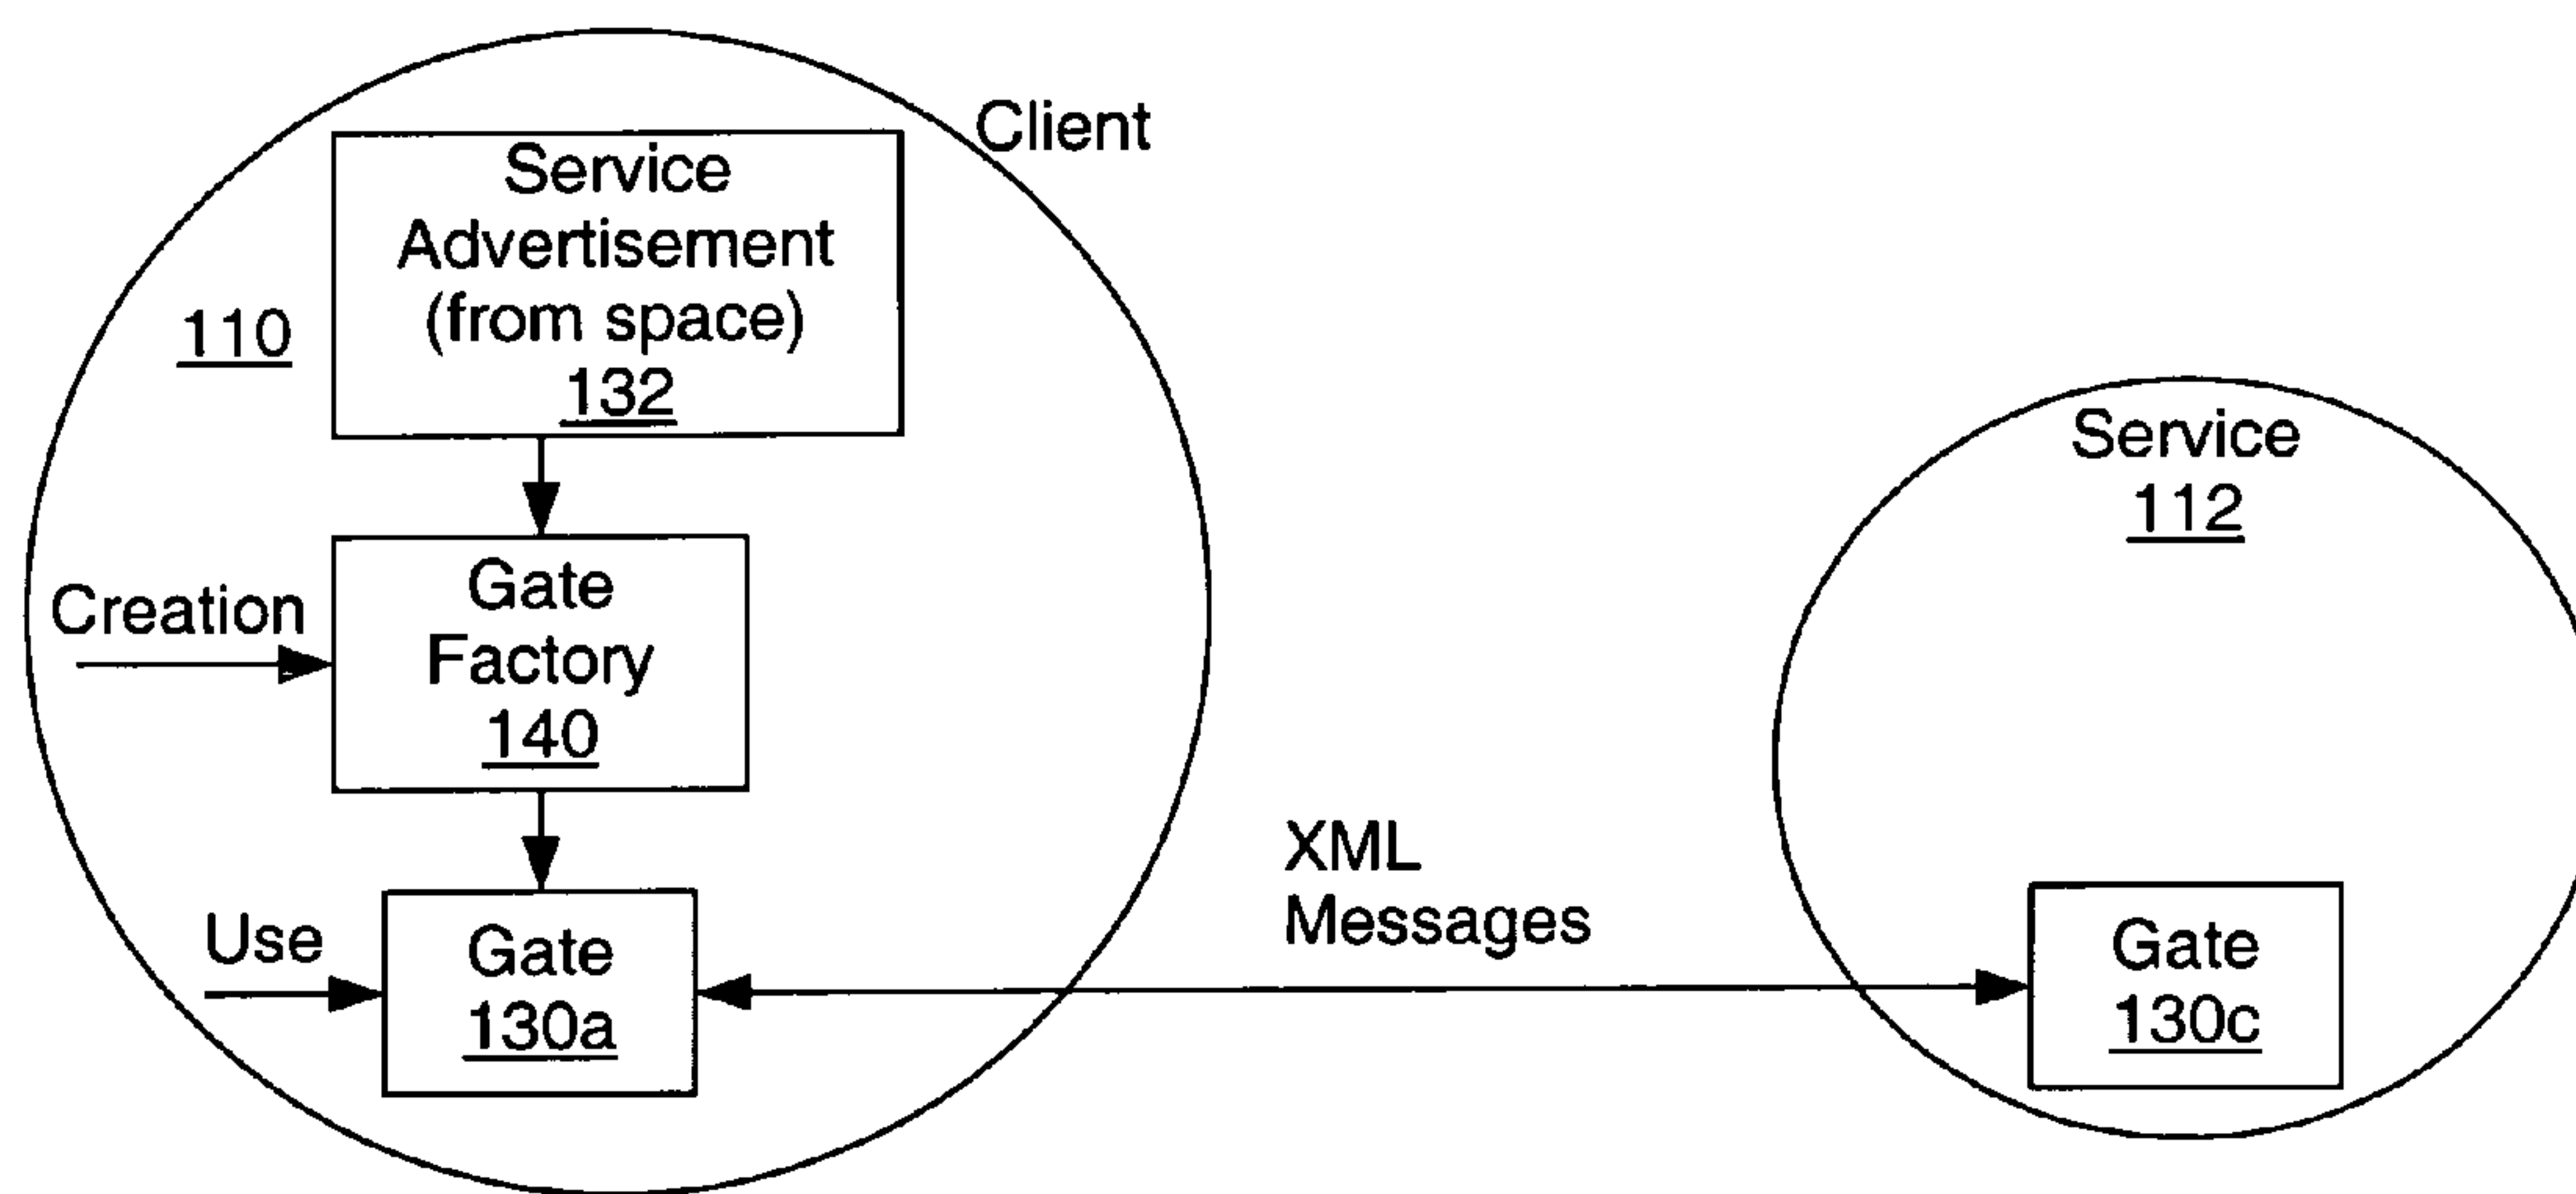 Client
Service
Advertisement
(from space)
132
110
Creation
Gate
Factory
140
Use
Gate
130a
XML
Messages
Service
112
Gate
130c